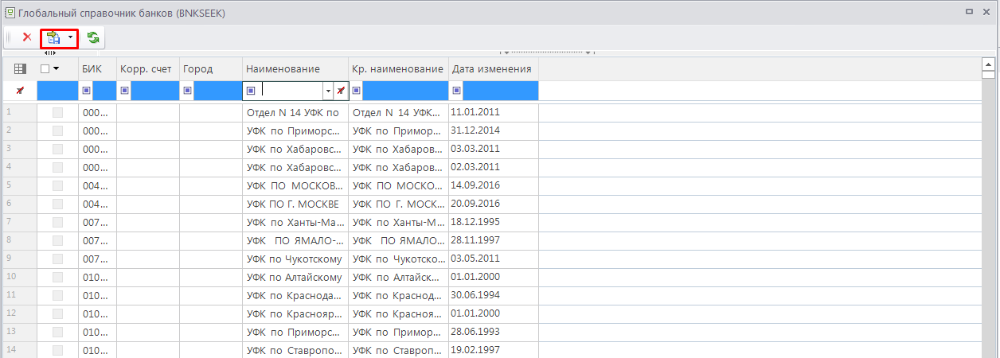 Глобальный справочник банков (BNKSEEK)
БИК Корр. счет Город Наименование Кр. наименование Дата изменения
1 000... Отдел N 14 УФК по Отдел N 14 УФК... 11.01.2011
2 000... УФК по Приморс... УФК по Примор... 31.12.2014
3 000... УФК по Хабаровс... УФК по Хабаров... 03.03.2011
4 000... УФК по Хабаровс... УФК по Хабаров... 02.03.2011
5 004... УФК ПО МОСКОВ... УФК ПО МОСКО... 14.09.2016
6 004... УФК ПО Г. МОСКВЕ УФК ПО Г. МОСК... 20.09.2016
7 007... УФК по Ханты-Ма... УФК по Ханты-М... 18.12.1995
8 007... УФК ПО ЯМАЛО-... УФК ПО ЯМАЛО... 28.11.1997
9 007... УФК по Чукотскому УФК по Чукотско... 03.05.2011
10 010... УФК по Алтайскому УФК по Алтайск... 01.01.2000
11 010... УФК по Краснода... УФК по Краснод... 30.06.1994
12 010... УФК по Краснояр... УФК по Красноя... 01.01.2000
13 010... УФК по Приморс... УФК по Примор... 28.06.1993
14 010... УФК по Ставропо... УФК по Ставроп... 19.02.1997